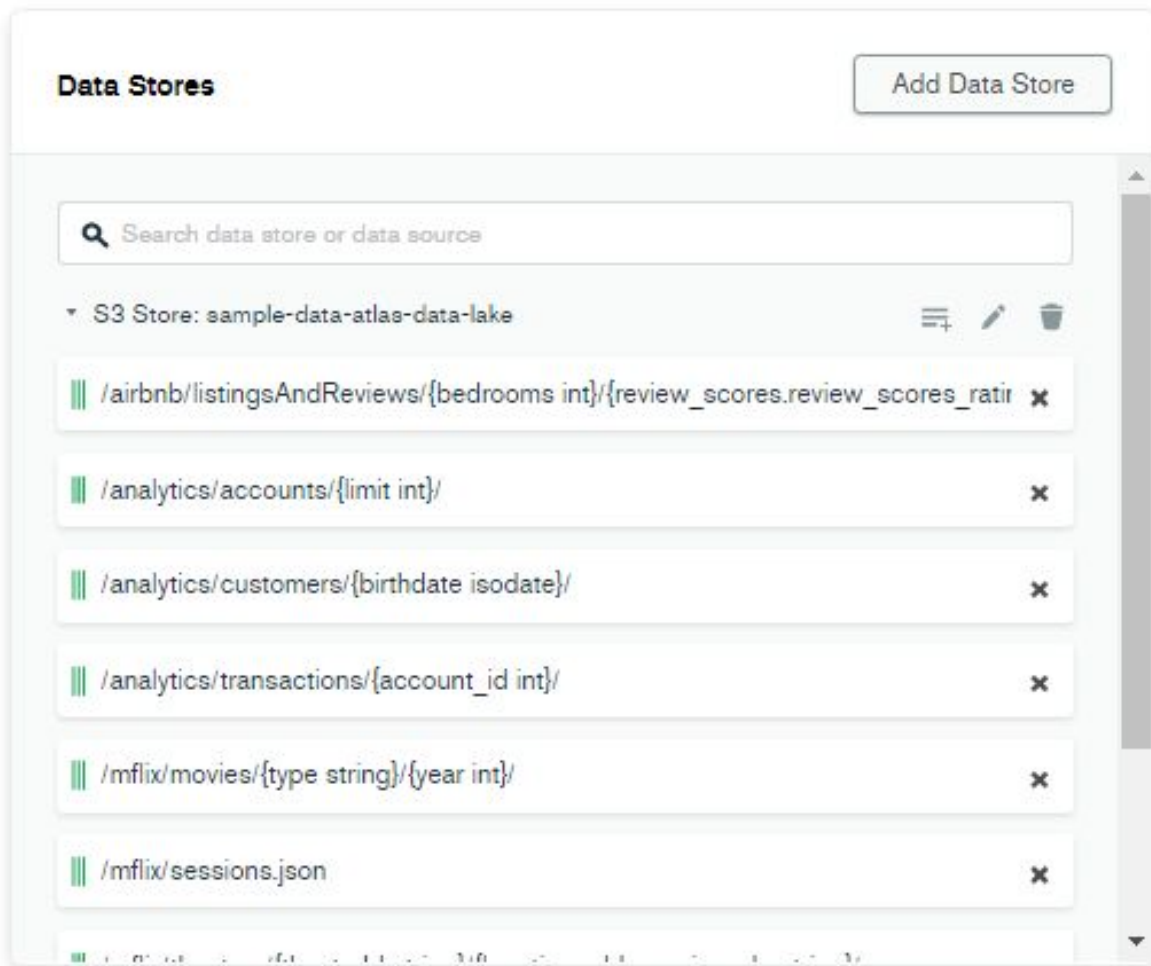 Data Stores
Add Data Store
Search data store or data source
S3 Store: sample-data-atlas-data-lake
/airbnb/listingsAndReviews/{bedrooms int}/{review_scores.review_scores_ratin
/analytics/accounts/{limit int}/
/analytics/customers/{birthdate isodate}/
/analytics/transactions/{account_id int}/
/mflix/movies/{type string}/{year int}/
/mflix/sessions.json